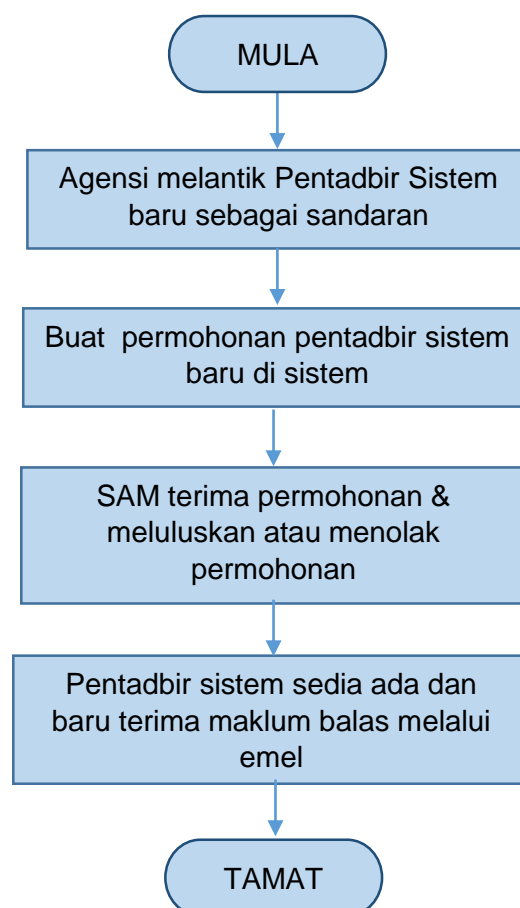 MULA
Agensi melantik Pentadbir Sistem
baru sebagai sandaran
Buat  permohonan pentadbir sistem
baru di sistem
SAM terima permohonan &
meluluskan atau menolak
permohonan
Pentadbir sistem sedia ada dan
baru terima maklum balas melalui
emel
TAMAT